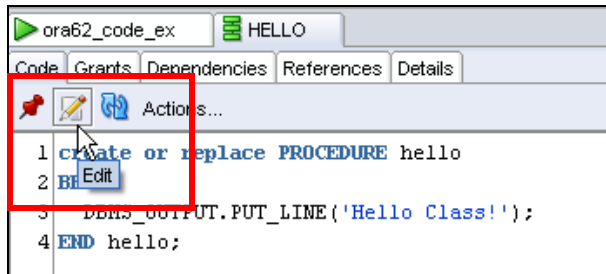 ora62_code_ex HELLO
Code Grants Dependencies References Details
Actions...
1 create or replace PROCEDURE hello
Edit
2
3 DBMS_OUTPUT.PUT_LINE('Hello Class!');
4 END hello;